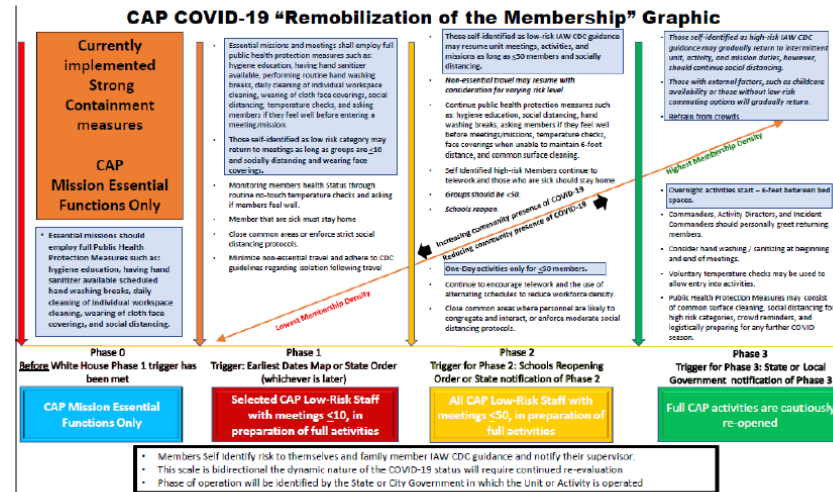 CAP COVID-19 “Remobilization of the Membership” Graphic
Currently
implemented
Strong
Containment
measures
CAP
Mission Essential
Functions Only
• Essential missions should
employ full Public Health
Protection Measures such as:
hygiene education, having hand
sanitizer available scheduled
hand washing breaks, daily
cleaning of individual workspace
cleaning, wearing of cloth face
coverings, and social distancing.
• Essential missions and meetings shall employ full
public health protection measures such as:
hygiene education, having hand sanitizer
available, performing routine hand washing
breaks, daily cleaning of individual workspace
cleaning, wearing of cloth face coverings, social
distancing, temperature checks, and asking
members if they feel well before entering a
meeting/mission.
• Those self-identified as low risk category may
return to meetings as long as groups are <10
and socially distancing and wearing face
coverings.
• Monitoring members health Status through
routine no-touch temperature checks and asking
if members feel well.
• Member that are sick must stay home
• Close common areas or enforce strict social
distancing protocols.
• Minimize non-essential travel and adhere to CDC
guidelines regarding isolation following travel
Lowest Membership Density
• Those self-identified as low-risk IAW CDC guidance
may resume unit meetings, activities, and
missions as long as <50 members and socially
distancing.
• Non-essential travel may resume with
consideration for varying risk level
• Continue public health protection measures such
as: hygiene education, social distancing, hand
washing breaks, asking members if they feel well
before meetings/missions, temperature checks,
face coverings when unable to maintain 6-foot
distance, and common surface cleaning.
• Self Identified high-risk Members continue to
telework and those who are sick should stay home
• Groups should be <50.
• Schools reopen.
Increasing community presence of COVID-19
Reducing community presence of COVID-19
• One-Day activities only for <50 members.
• Continue to encourage telework and the use of
alternating schedules to reduce workforce density.
• Close common areas where personnel are likely to
congregate and interact, or enforce moderate social
distancing protocols.
• Those self-identified as high-risk IAW CDC
guidance may gradually return to intermittent
unit, activity, and mission duties, however,
should continue social distancing.
• Those with external factors, such as childcare
availability or those without low-risk
commuting options will gradually return.
• Refrain from crowds
Highest Membership Density
• Overnight activities start – 6-feet between bed
spaces.
• Commanders, Activity Directors, and Incident
Commanders should personally greet returning
members.
• Consider hand washing / sanitizing at beginning
and end of meetings.
• Voluntary temperature checks may be used to
allow entry into activities.
• Public Health Protection Measures may consist
of common surface cleaning, social distancing for
high risk categories, crowd reminders, and
logistically preparing for any further COVID
season.
Phase 0
Before White House Phase 1 trigger has
been met
CAP Mission Essential
Functions Only
Phase 1
Trigger: Earliest Dates Map or State Order
(whichever is later)
Selected CAP Low-Risk Staff
with meetings <10, in
preparation of full activities
Phase 2
Trigger for Phase 2: Schools Reopening
Order or State notification of Phase 2
All CAP Low-Risk Staff with
meetings <50, in preparation of
full activities
Phase 3
Trigger for Phase 3: State or Local
Government notification of Phase 3
Full CAP activities are cautiously
re-opened
• Members Self Identify risk to themselves and family member IAW CDC guidance and notify their supervisor.
• This scale is bidirectional the dynamic nature of the COVID-19 status will require continued re-evaluation
• Phase of operation will be identified by the State or City Government in which the Unit or Activity is operated